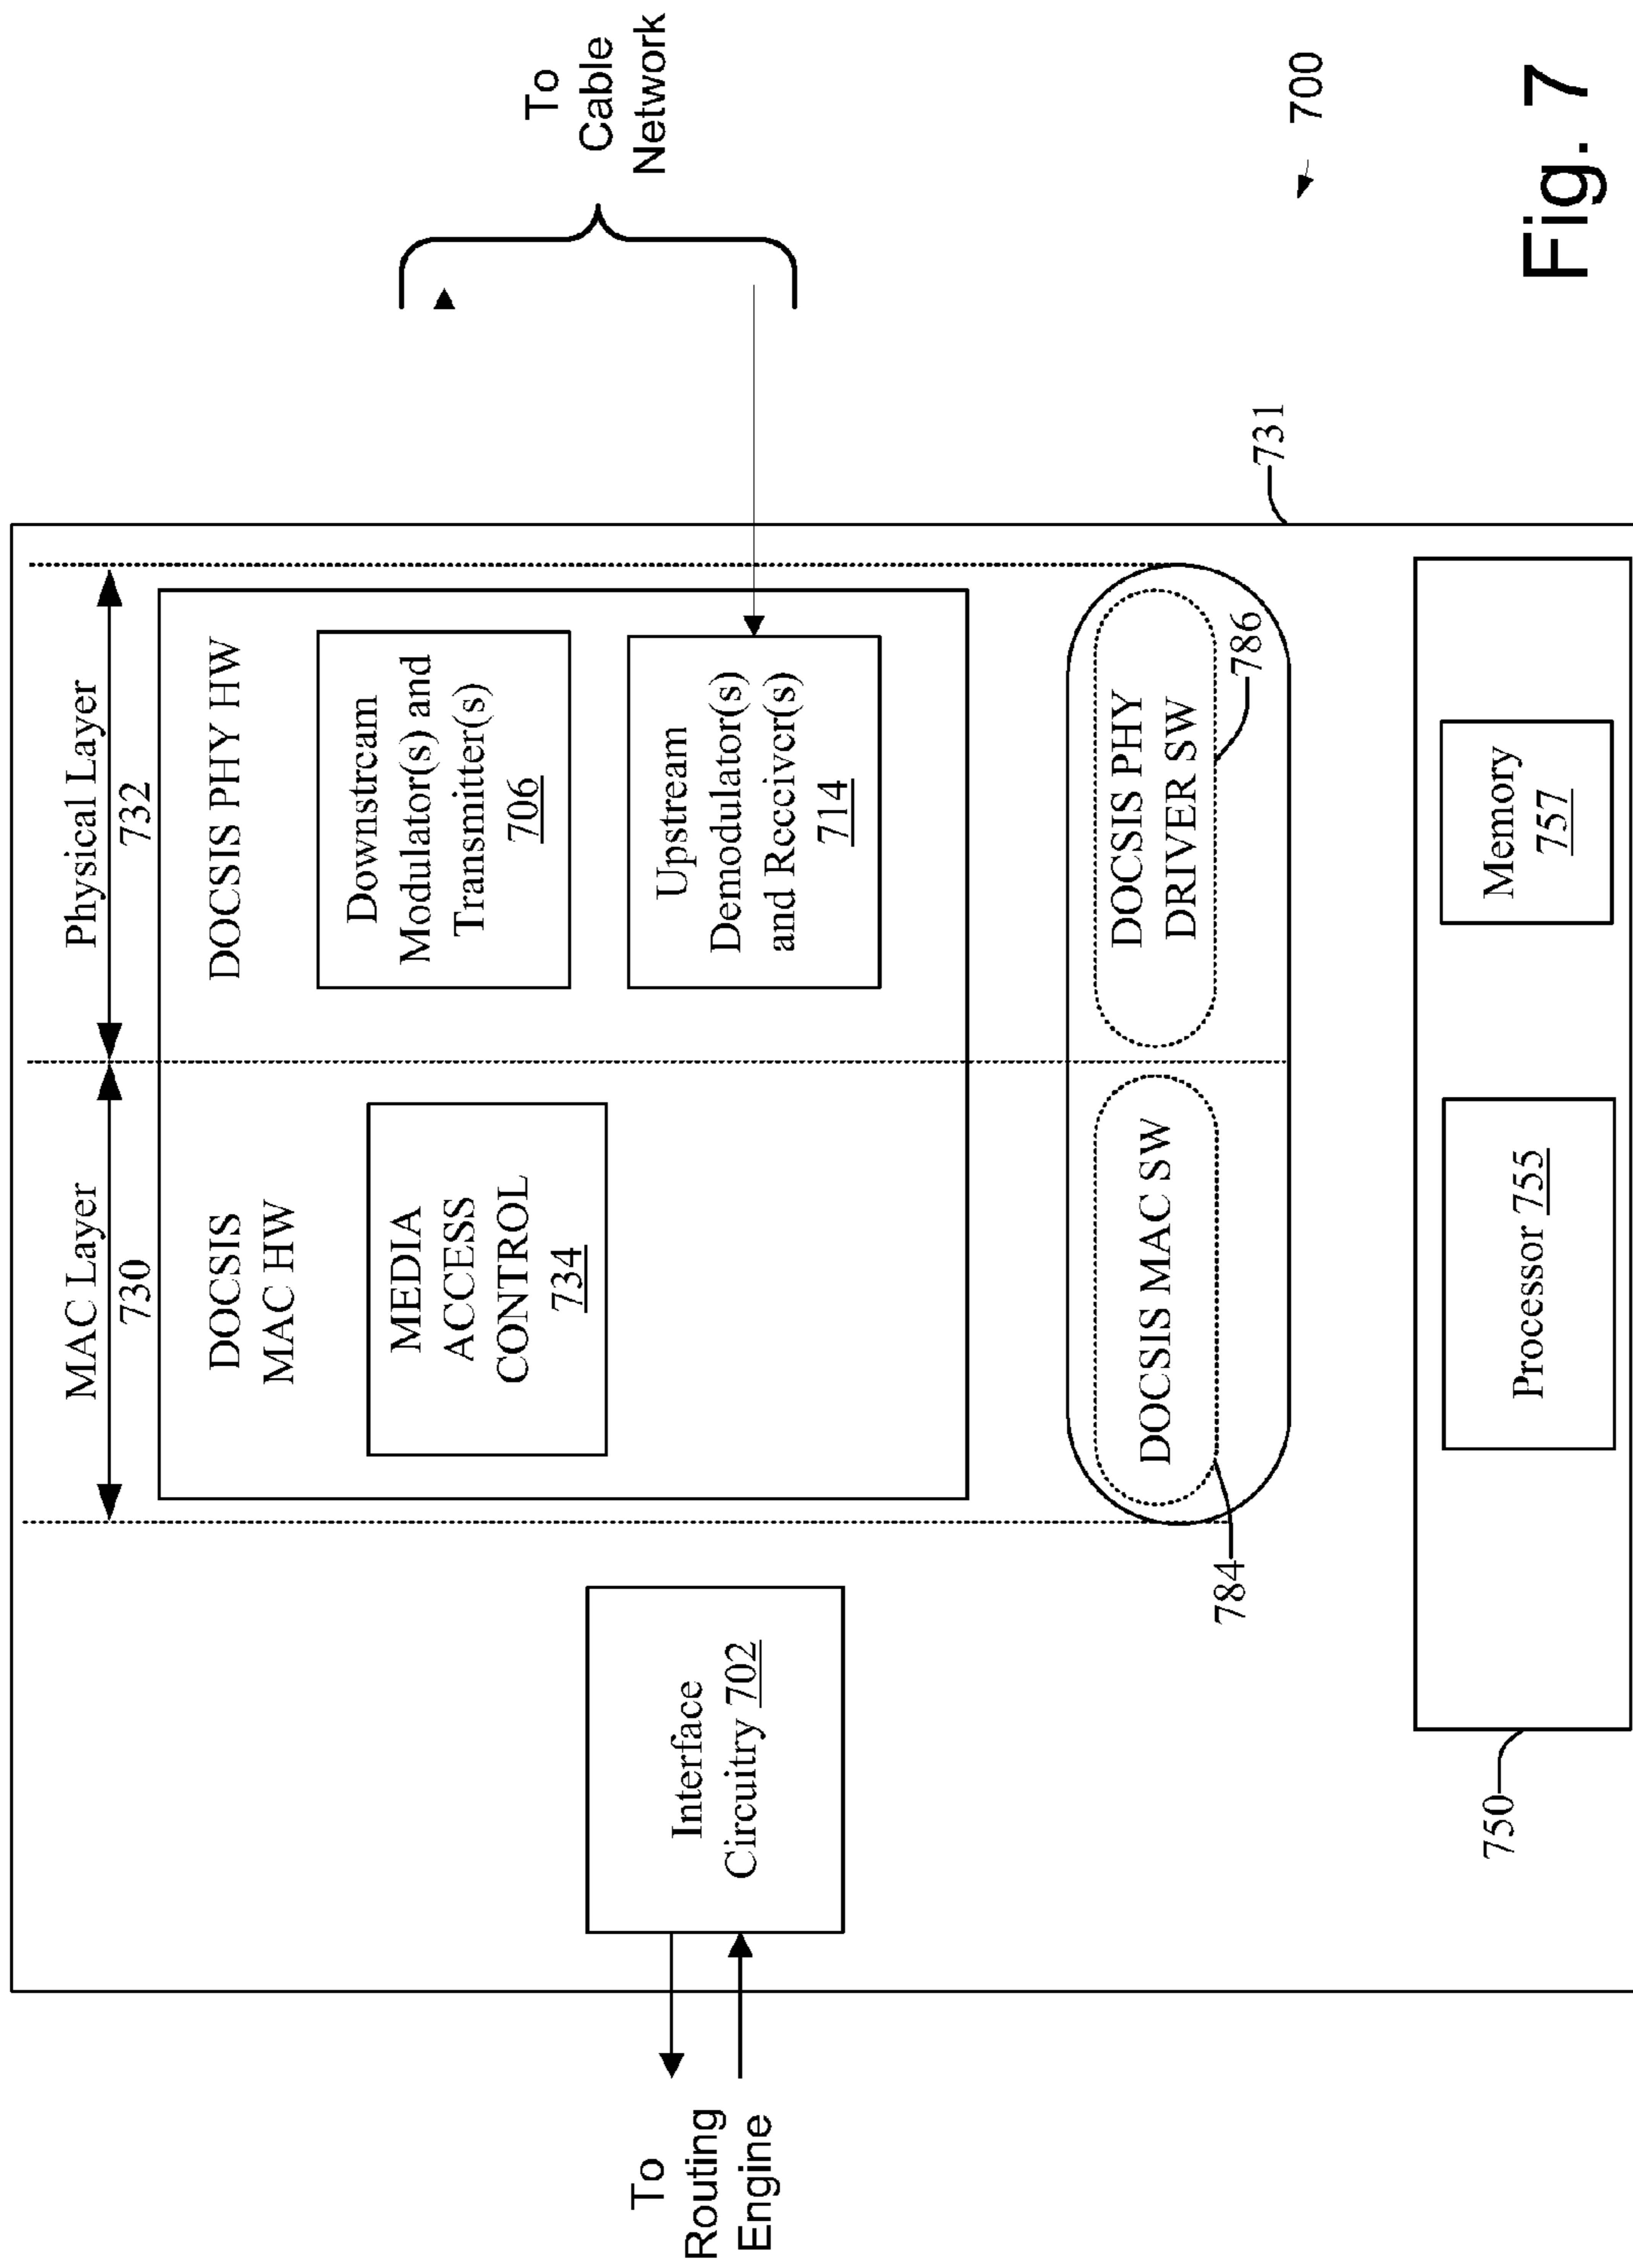 MAC Layer
730
Physical Layer
732
DOCSIS
MAC HW
DOCSIS PHY HW
MEDIA
ACCESS
CONTROL
734
Downstream
Modulator(s) and
Transmitter(s)
706
Upstream
Demodulator(s)
and Receiver(s)
714
To
Cable
Network
Interface
Circuitry 702
To
Routing
Engine
DOCSIS MAC SW
784
DOCSIS PHY
DRIVER SW
786
731
700
Processor 755
Memory
757
750
Fig. 7